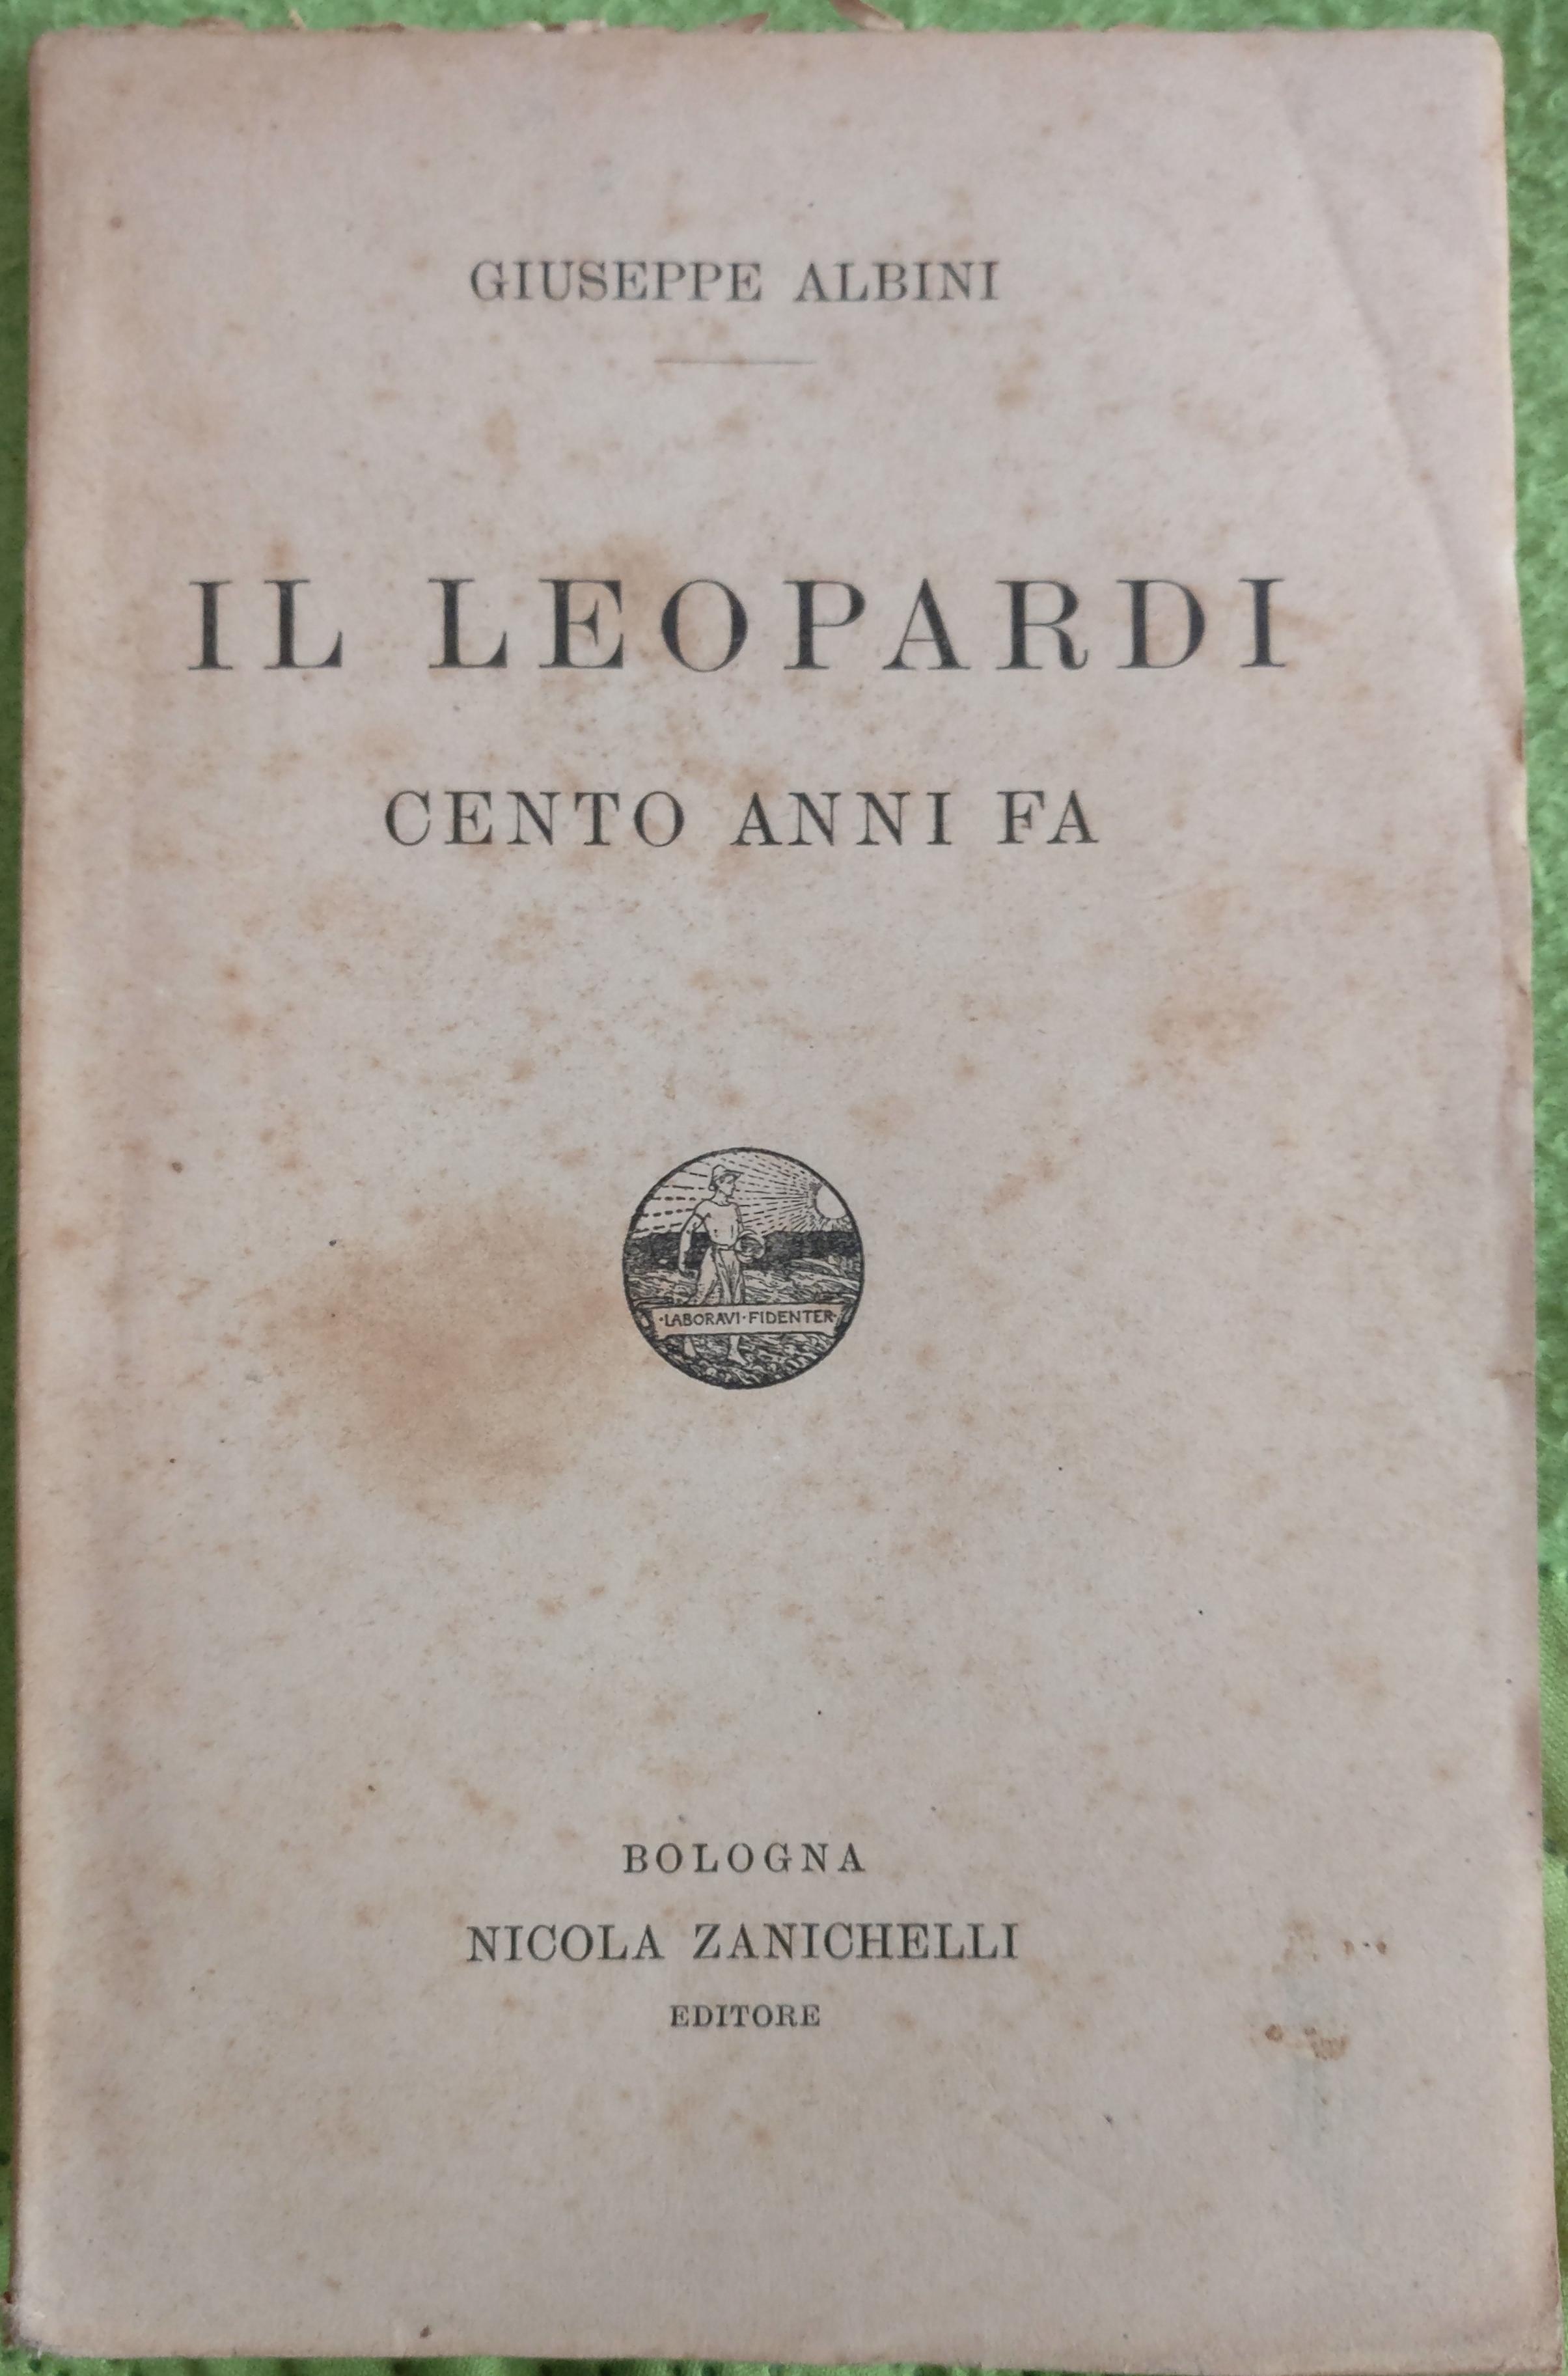 GIUSEPPE ALBINI
IL LEOPARDI
CENTO ANNI FA
·LABORAVI·FIDENTER·
BOLOGNA
NICOLA ZANICHELLI
EDITORE